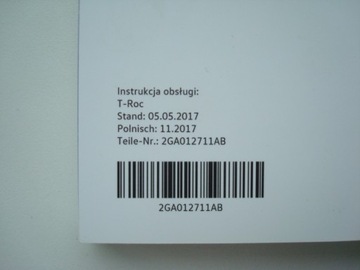 Instrukcja obsługi:
T-Roc
Stand: 05.05.2017
Polnisch: 11.2017
Teile-Nr.: 2GA012711AB
2GA012711AB